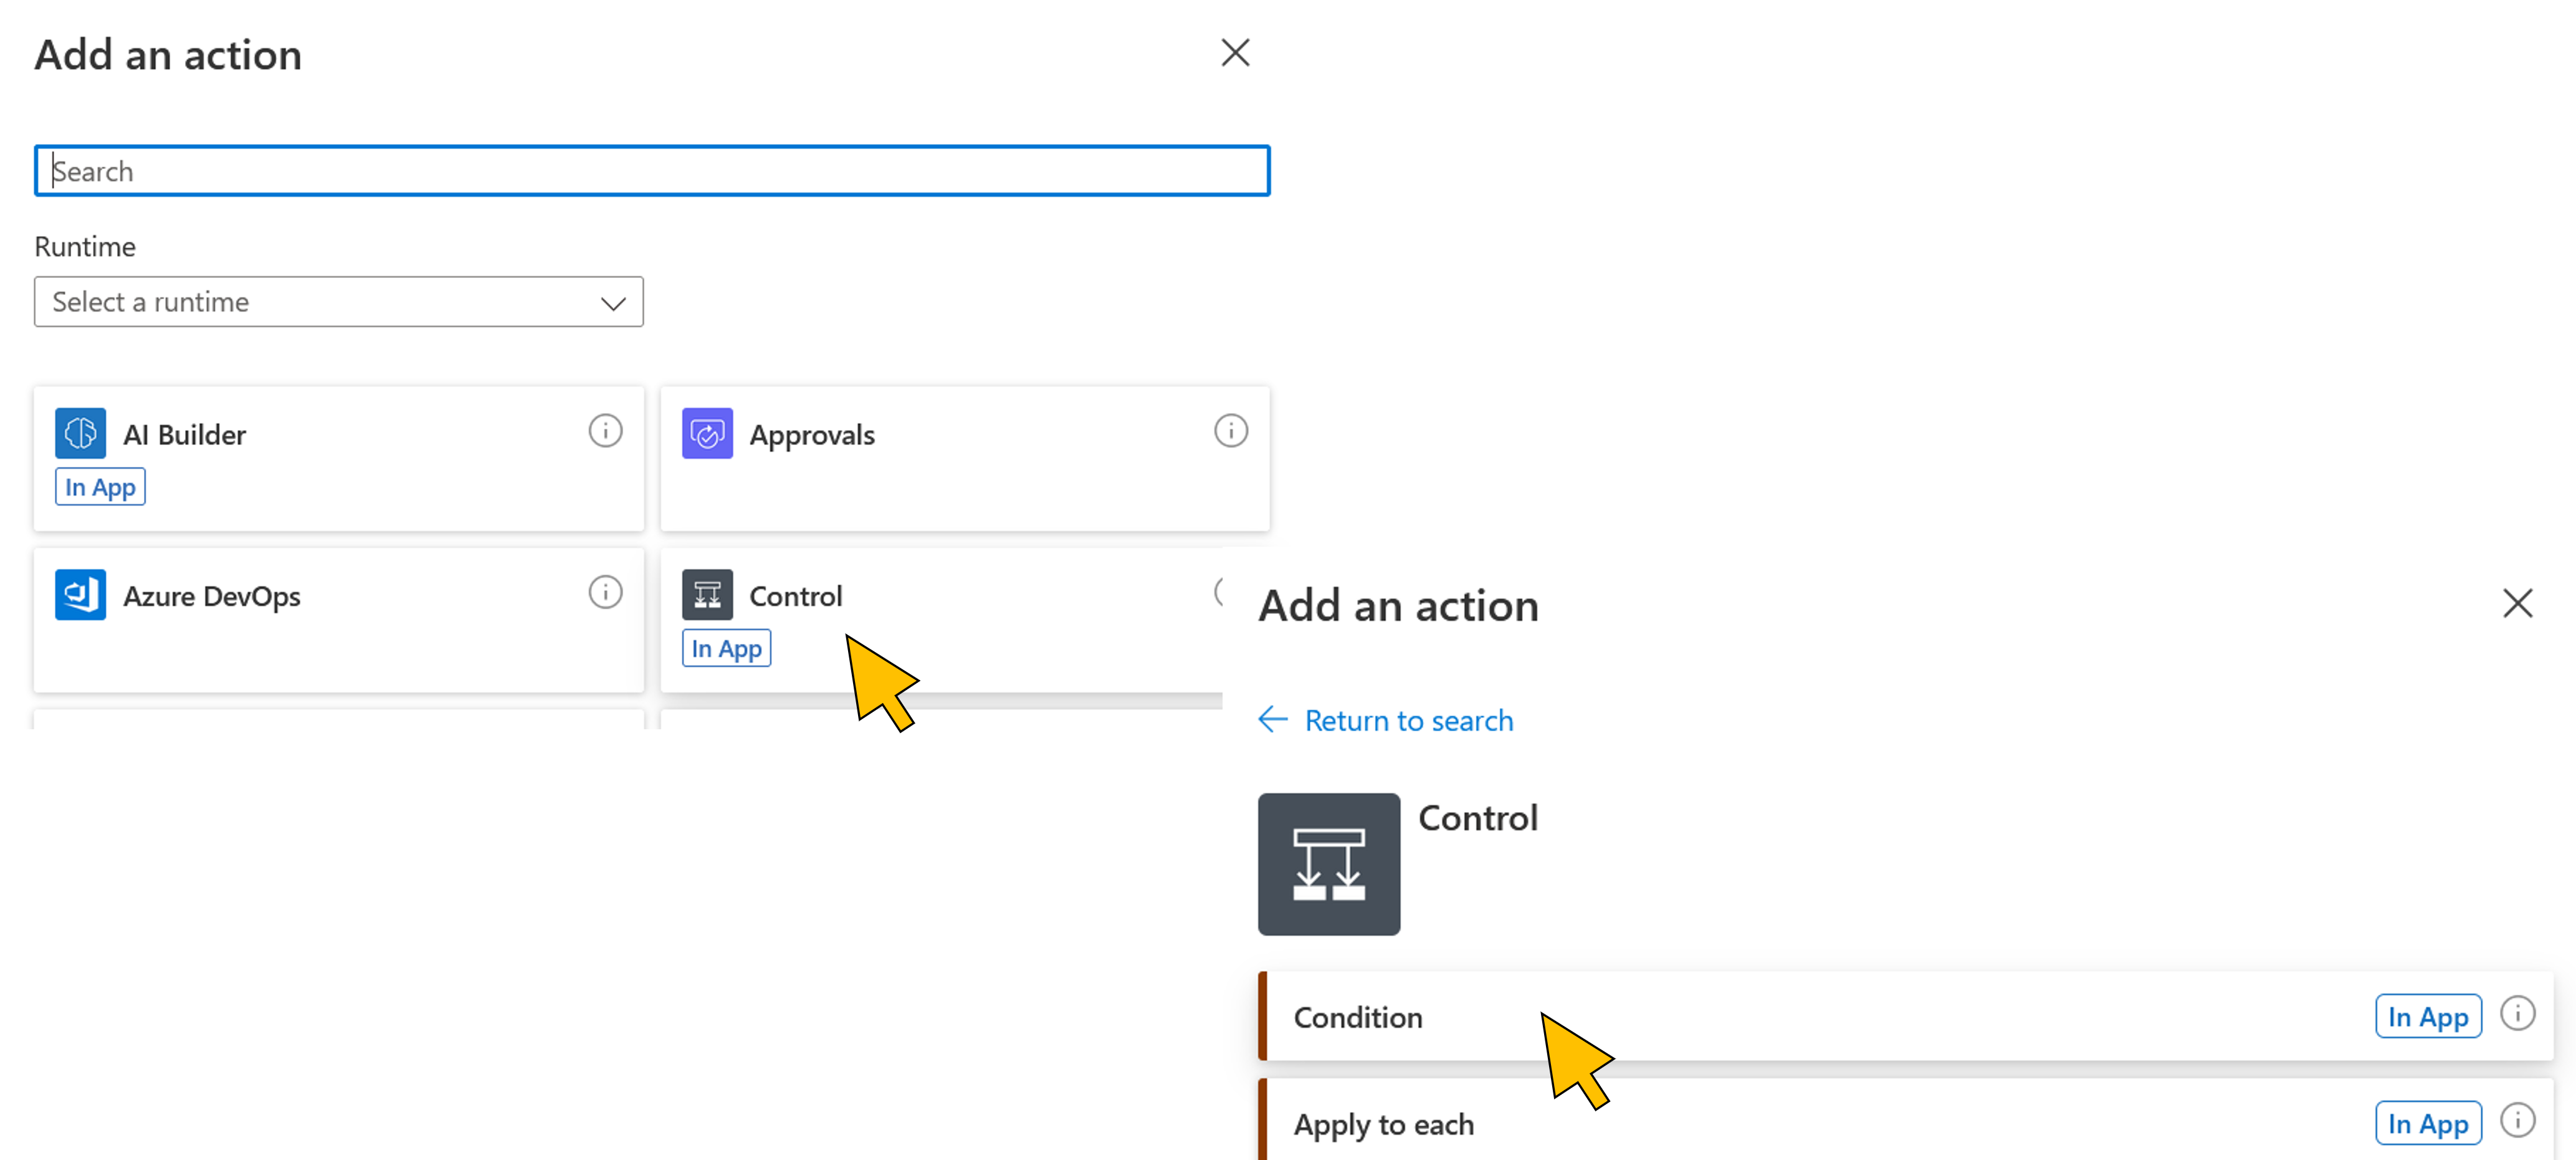 Add an action
Search
Runtime
Select a runtime
AI Builder
In App
Approvals
Azure DevOps
Control
In App
Add an action
Return to search
Control
Condition
In App
Apply to each
In App